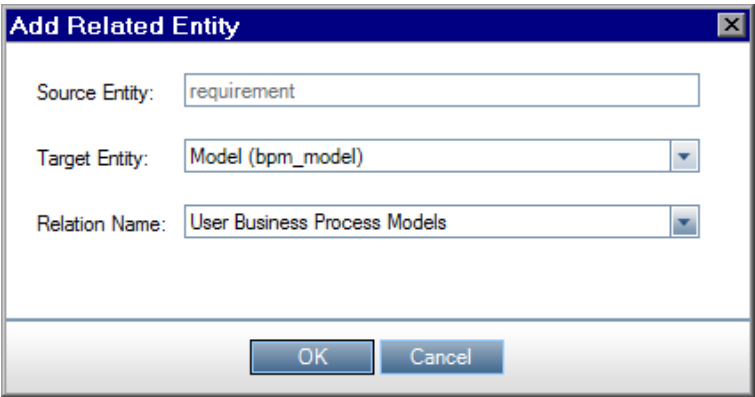 Add Related Entity
Source Entity: requirement
Target Entity: Model (bpm_model)
Relation Name: User Business Process Models
OK Cancel